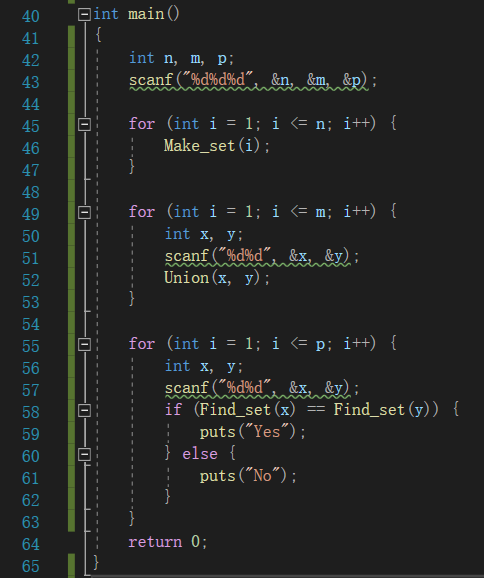 40 int main()
41 {
42 int n, m, p;
43 scanf("%d%d%d", &n, &m, &p);
44
45 for (int i = 1; i <= n; i++) {
46 Make_set(i);
47 }
48
49 for (int i = 1; i <= m; i++) {
50 int x, y;
51 scanf("%d%d", &x, &y);
52 Union(x, y);
53 }
54
55 for (int i = 1; i <= p; i++) {
56 int x, y;
57 scanf("%d%d", &x, &y);
58 if (Find_set(x) == Find_set(y)) {
59 puts("Yes");
60 } else {
61 puts("No");
62 }
63 }
64 return 0;
65 }